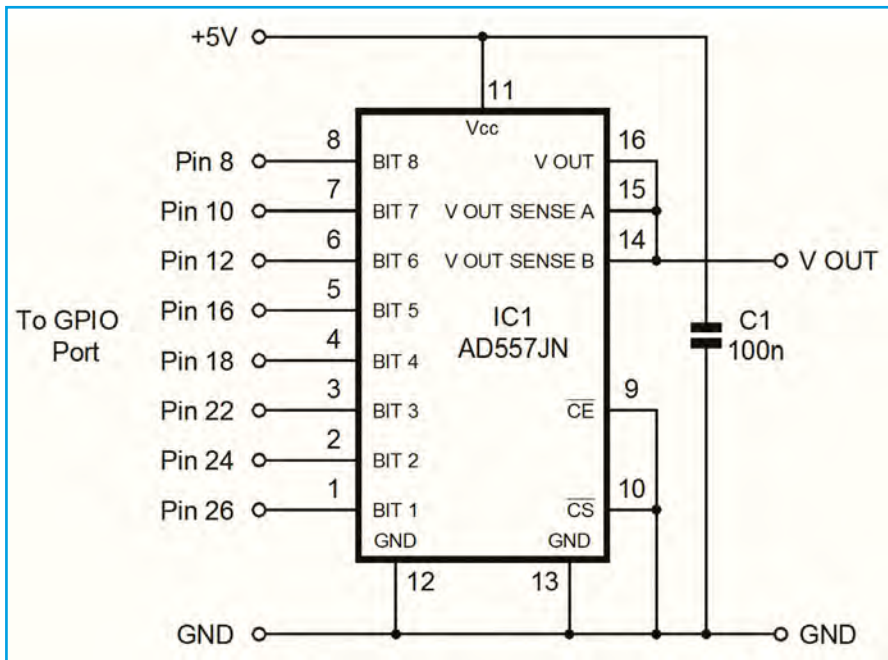 +5V
11
Vcc
Pin 8 8 BIT 8 V OUT 16
Pin 10 7 BIT 7 V OUT SENSE A 15
Pin 12 6 BIT 6 V OUT SENSE B 14 V OUT
Pin 16 5 BIT 5
To GPIO Port
IC1
AD557JN
C1
100n
Pin 18 4 BIT 4
Pin 22 3 BIT 3 CE 9
Pin 24 2 BIT 2
Pin 26 1 BIT 1 CS 10
GND GND
12 13
GND GND